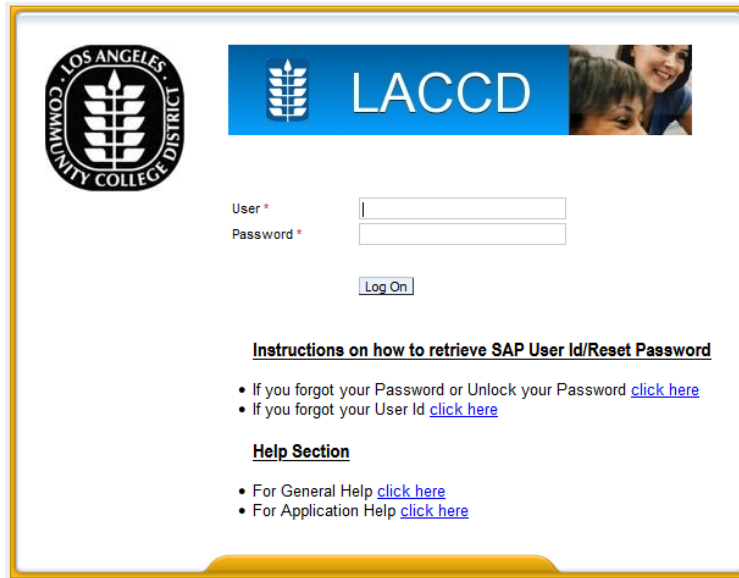 LOS ANGELES
COMMUNITY COLLEGE DISTRICT
LACCD
User *
Password *
Log On
Instructions on how to retrieve SAP User Id/Reset Password
• If you forgot your Password or Unlock your Password click here
• If you forgot your User Id click here
Help Section
• For General Help click here
• For Application Help click here